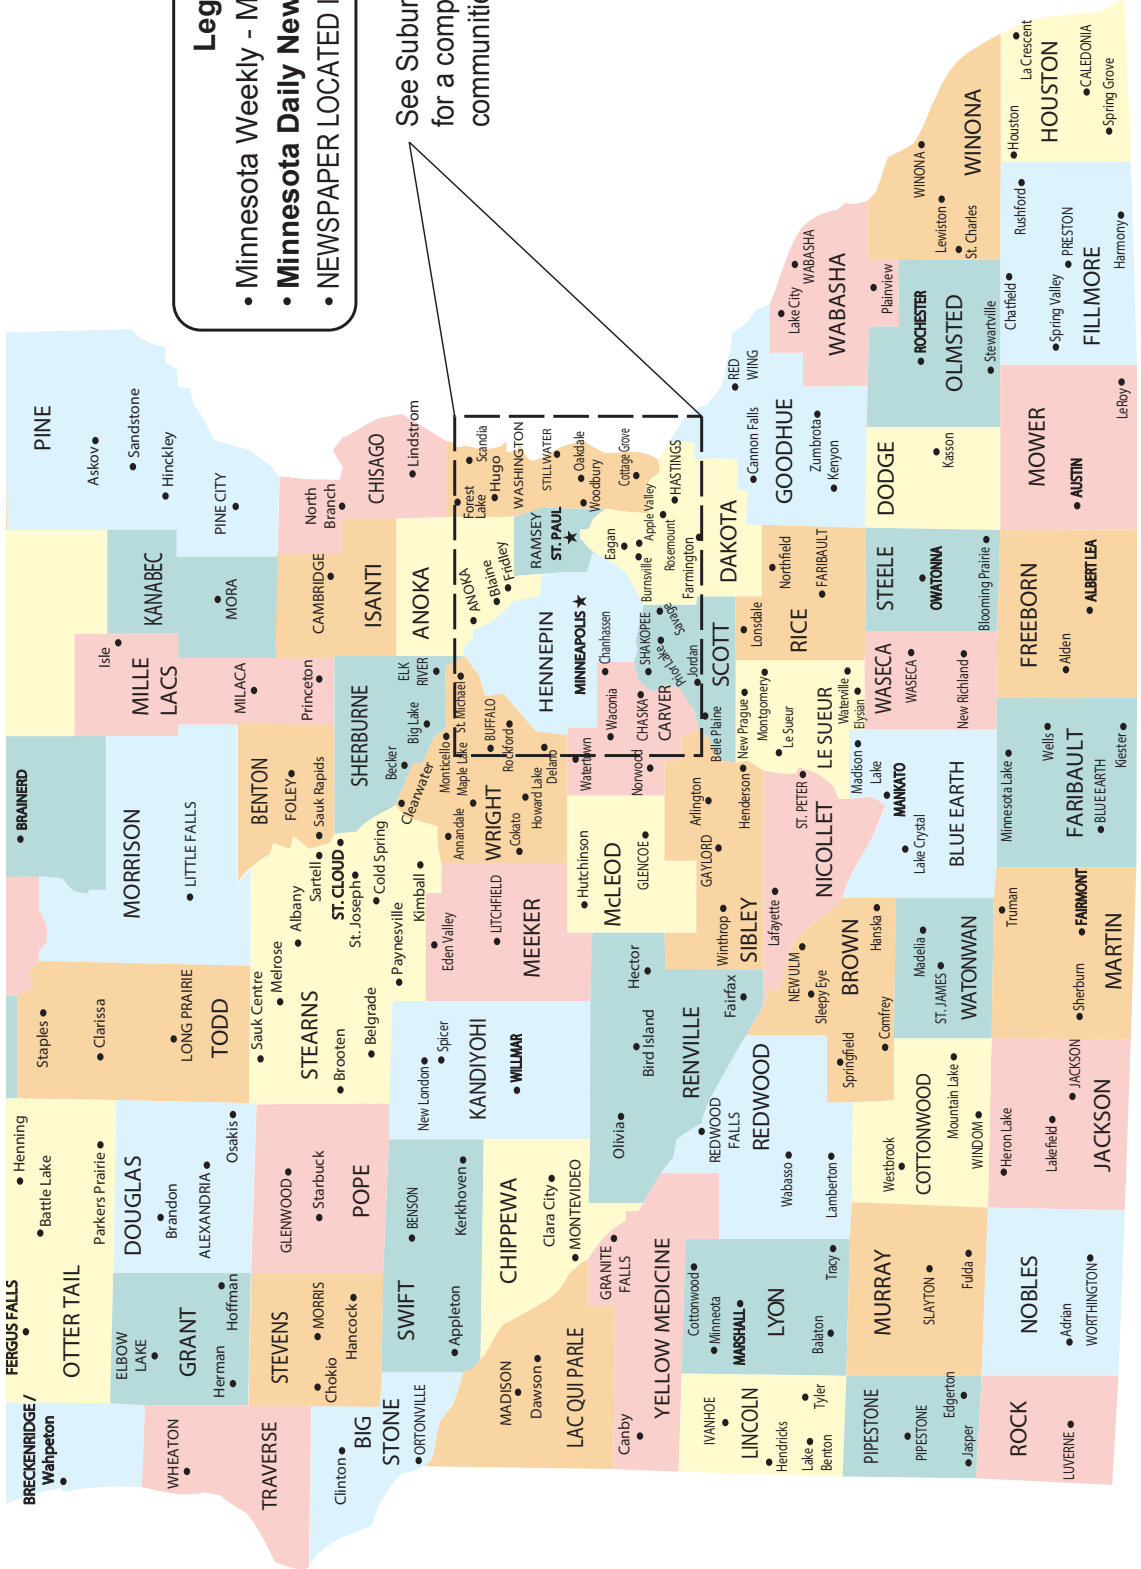 Leg
• Minnesota Weekly - M
• Minnesota Daily New
• NEWSPAPER LOCATED I
See Subur
for a comp
communitie
BRECKENRIDGE /
Wahpeton
FERGUS FALLS
OTTER TAIL
Henning
Battle Lake
Parkers Prairie
Staples
Clarissa
LONG PRAIRIE
TODD
BRAINERD
MORRISON
LITTLE FALLS
Isle
MILLE
LACS
MILACA
Princeton
KANABEC
MORA
PINE
Askov
Sandstone
Hinckley
PINE CITY
WHEATON
TRAVERSE
ELBOW
LAKE
GRANT
Herman
Hoffman
DOUGLAS
Brandon
ALEXANDRIA
Osakis
STEVENS
MORRIS
Chokio
Hancock
GLENWOOD
Starbuck
POPE
Sauk Centre
Melrose
Albany
Sartell
ST. CLOUD
St. Joseph
Cold Spring
STEARNS
Brooten
Belgrade
Paynesville
Kimball
Eden Valley
BENTON
FOLEY
Sauk Rapids
SHERBURNE
Becker
Big Lake
ELK
RIVER
Clearwater
CAMBRIDGE
ISANTI
North
Branch
CHISAGO
Lindstrom
ANOKA
ANOKA
Blaine
Fridley
Clinton
BIG
STONE
ORTONVILLE
SWIFT
BENSON
Appleton
Kerkhoven
New London
Spicer
KANDIYOHI
WILLMAR
LITCHFIELD
MEEKER
Monticello
St. Michael
Annandale
Maple Lake
BUFFALO
WRIGHT
Rockford
Cokato
Howard Lake
Delano
HENNEPIN
MINNEAPOLIS
Chanhassen
RAMSEY
ST. PAUL
Forest
Lake
Scandia
Hugo
WASHINGTON
STILLWATER
Oakdale
Woodbury
Cottage Grove
MADISON
Dawson
LAC QUI PARLE
CHIPPEWA
Clara City
MONTEVIDEO
GRANITE
FALLS
Canby
YELLOW MEDICINE
Olivia
Bird Island
Hector
RENVILLE
Fairfax
Hutchinson
McLEOD
GLENCOE
Watertown
Waconia
Norwood
CHASKA
CARVER
SHAKOPEE
Prior Lake
Savage
Jordan
SCOTT
Belle Plaine
Eagan
Burnsville
Apple Valley
Rosemount
Farmington
HASTINGS
DAKOTA
IVANHOE
LINCOLN
Hendricks
Lake
Benton
Tyler
Cottonwood
Minneota
MARSHALL
LYON
Balaton
Tracy
REDWOOD
FALLS
REDWOOD
Wabasso
Lamberton
Arlington
GAYLORD
Winthrop
SIBLEY
Henderson
Lafayette
NICOLLET
ST. PETER
New Prague
Montgomery
Le Sueur
LE SUEUR
Waterville
Elysian
Lonsdale
Northfield
RICE
FARIBAULT
RED
WING
Cannon Falls
GOODHUE
Zumbrota
Kenyon
Lake City
WABASHA
WABASHA
Plainview
NEW ULM
Sleepy Eye
BROWN
Springfield
Comfrey
Hanska
Madison
Lake
MANKATO
Lake Crystal
BLUE EARTH
WASECA
WASECA
New Richland
STEELE
OWATONNA
Blooming Prairie
DODGE
Kasson
ROCHESTER
OLMSTED
Stewartville
WINONA
Lewiston
St. Charles
WINONA
PIPESTONE
PIPESTONE
Edgerton
Jasper
MURRAY
SLAYTON
Fulda
Westbrook
COTTONWOOD
Mountain Lake
WINDOM
Madelia
ST. JAMES
WATONWAN
ROCK
LUVERNE
NOBLES
Adrian
WORTHINGTON
Heron Lake
Lakefield
JACKSON
JACKSON
Truman
FAIRMONT
Sherburn
MARTIN
Minnesota Lake
Wells
FARIBAULT
BLUE EARTH
Kiester
FREEBORN
Alden
ALBERT LEA
MOWER
AUSTIN
LeRoy
Chatfield
Rushford
Spring Valley
PRESTON
FILLMORE
Harmony
Houston
La Crescent
HOUSTON
CALEDONIA
Spring Grove